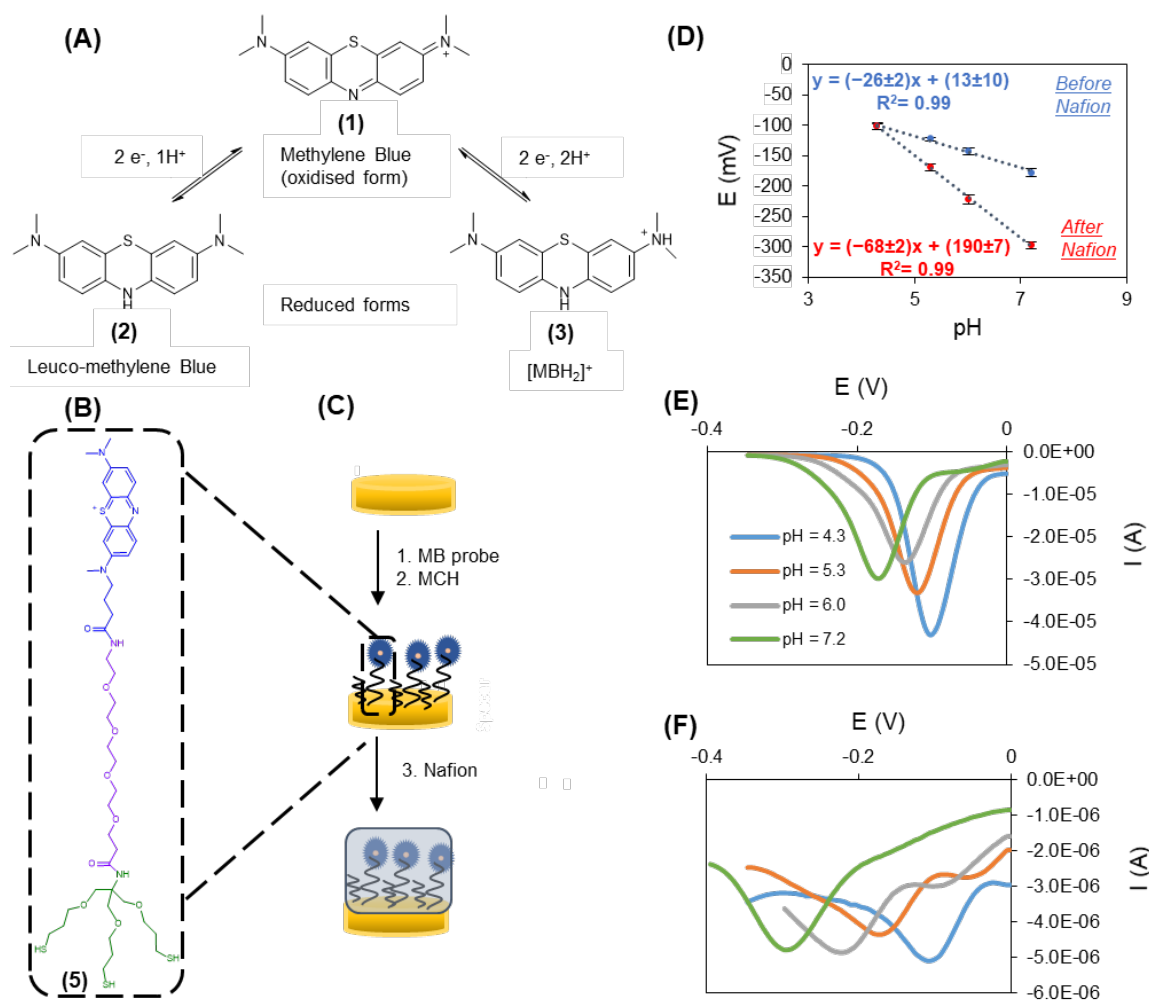 (A)
N
S
N
+
N
(1)
2 e⁻, 1H⁺
Methylene Blue
(oxidised form)
2 e⁻, 2H⁺
N
S
N
N
H
N
S
+
NH
N
H
(2)
Reduced forms
(3)
Leuco-methylene Blue
[MBH₂]⁺
(B)
N
S
+
N
N
O
NH
O
O
O
O
O
NH
O
O
O
HS
SH
SH
(5)
(C)
1. MB probe
2. MCH
3. Nafion
(D)
0
-50
-100
-150
-200
-250
-300
-350
E (mV)
y = (−26±2)x + (13±10)
R²= 0.99
Before
Nafion
y = (−68±2)x + (190±7)
R²= 0.99
After
Nafion
3
5
7
9
pH
(E)
E (V)
-0.4
-0.2
0
0.0E+00
-1.0E-05
-2.0E-05
-3.0E-05
-4.0E-05
-5.0E-05
I (A)
pH = 4.3
pH = 5.3
pH = 6.0
pH = 7.2
(F)
E (V)
-0.4
-0.2
0
0.0E+00
-1.0E-06
-2.0E-06
-3.0E-06
-4.0E-06
-5.0E-06
-6.0E-06
I (A)